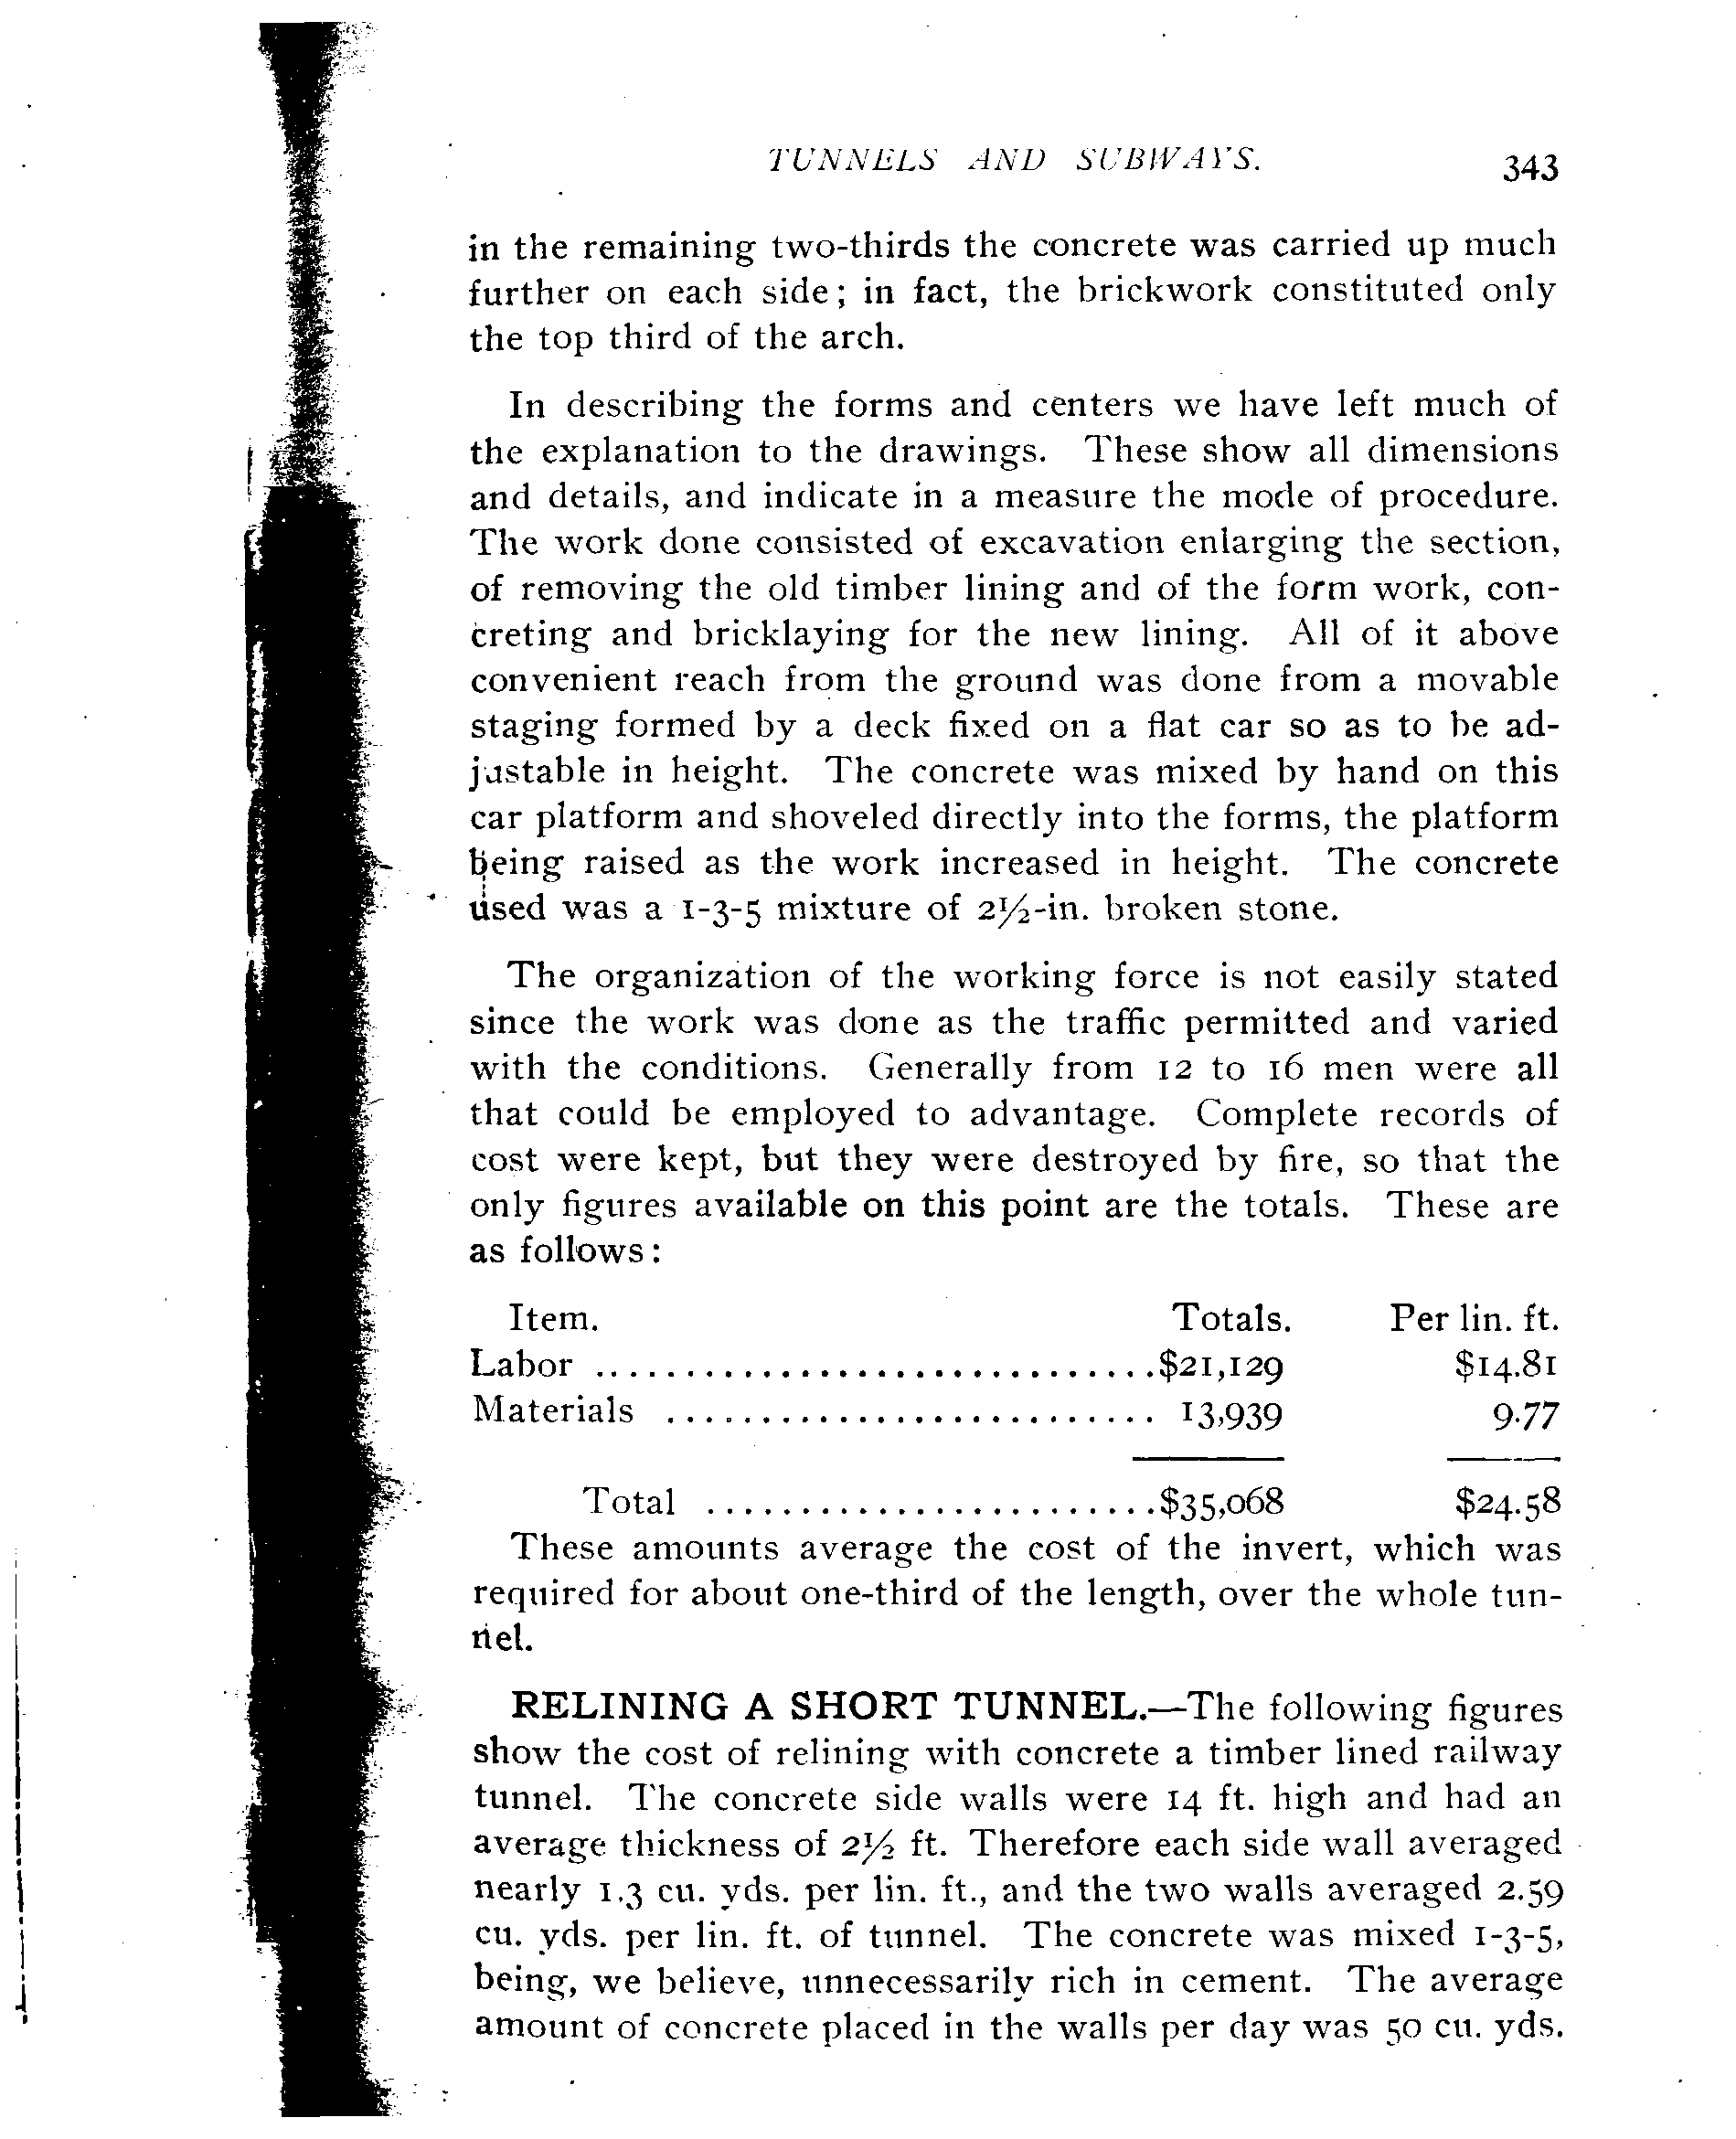 TUNNELS AND SUBWAYS. 343
in the remaining two-thirds the concrete was carried up much
further on each side; in fact, the brickwork constituted only
the top third of the arch.
In describing the forms and centers we have left much of
the explanation to the drawings. These show all dimensions
and details, and indicate in a measure the mode of procedure.
The work done consisted of excavation enlarging the section,
of removing the old timber lining and of the form work, con-
creting and bricklaying for the new lining. All of it above
convenient reach from the ground was done from a movable
staging formed by a deck fixed on a flat car so as to be ad-
justable in height. The concrete was mixed by hand on this
car platform and shoveled directly into the forms, the platform
being raised as the work increased in height. The concrete
used was a 1-3-5 mixture of 2½-in. broken stone.
The organization of the working force is not easily stated
since the work was done as the traffic permitted and varied
with the conditions. Generally from 12 to 16 men were all
that could be employed to advantage. Complete records of
cost were kept, but they were destroyed by fire, so that the
only figures available on this point are the totals. These are
as follows:
Item. Totals. Per lin. ft.
Labor ..............................$21,129 $14.81
Materials .......................... 13,939 9.77
Total ........................$35,068 $24.58
These amounts average the cost of the invert, which was
required for about one-third of the length, over the whole tun-
nel.
RELINING A SHORT TUNNEL.—The following figures
show the cost of relining with concrete a timber lined railway
tunnel. The concrete side walls were 14 ft. high and had an
average thickness of 2½ ft. Therefore each side wall averaged
nearly 1.3 cu. yds. per lin. ft., and the two walls averaged 2.59
cu. yds. per lin. ft. of tunnel. The concrete was mixed 1-3-5,
being, we believe, unnecessarily rich in cement. The average
amount of concrete placed in the walls per day was 50 cu. yds.